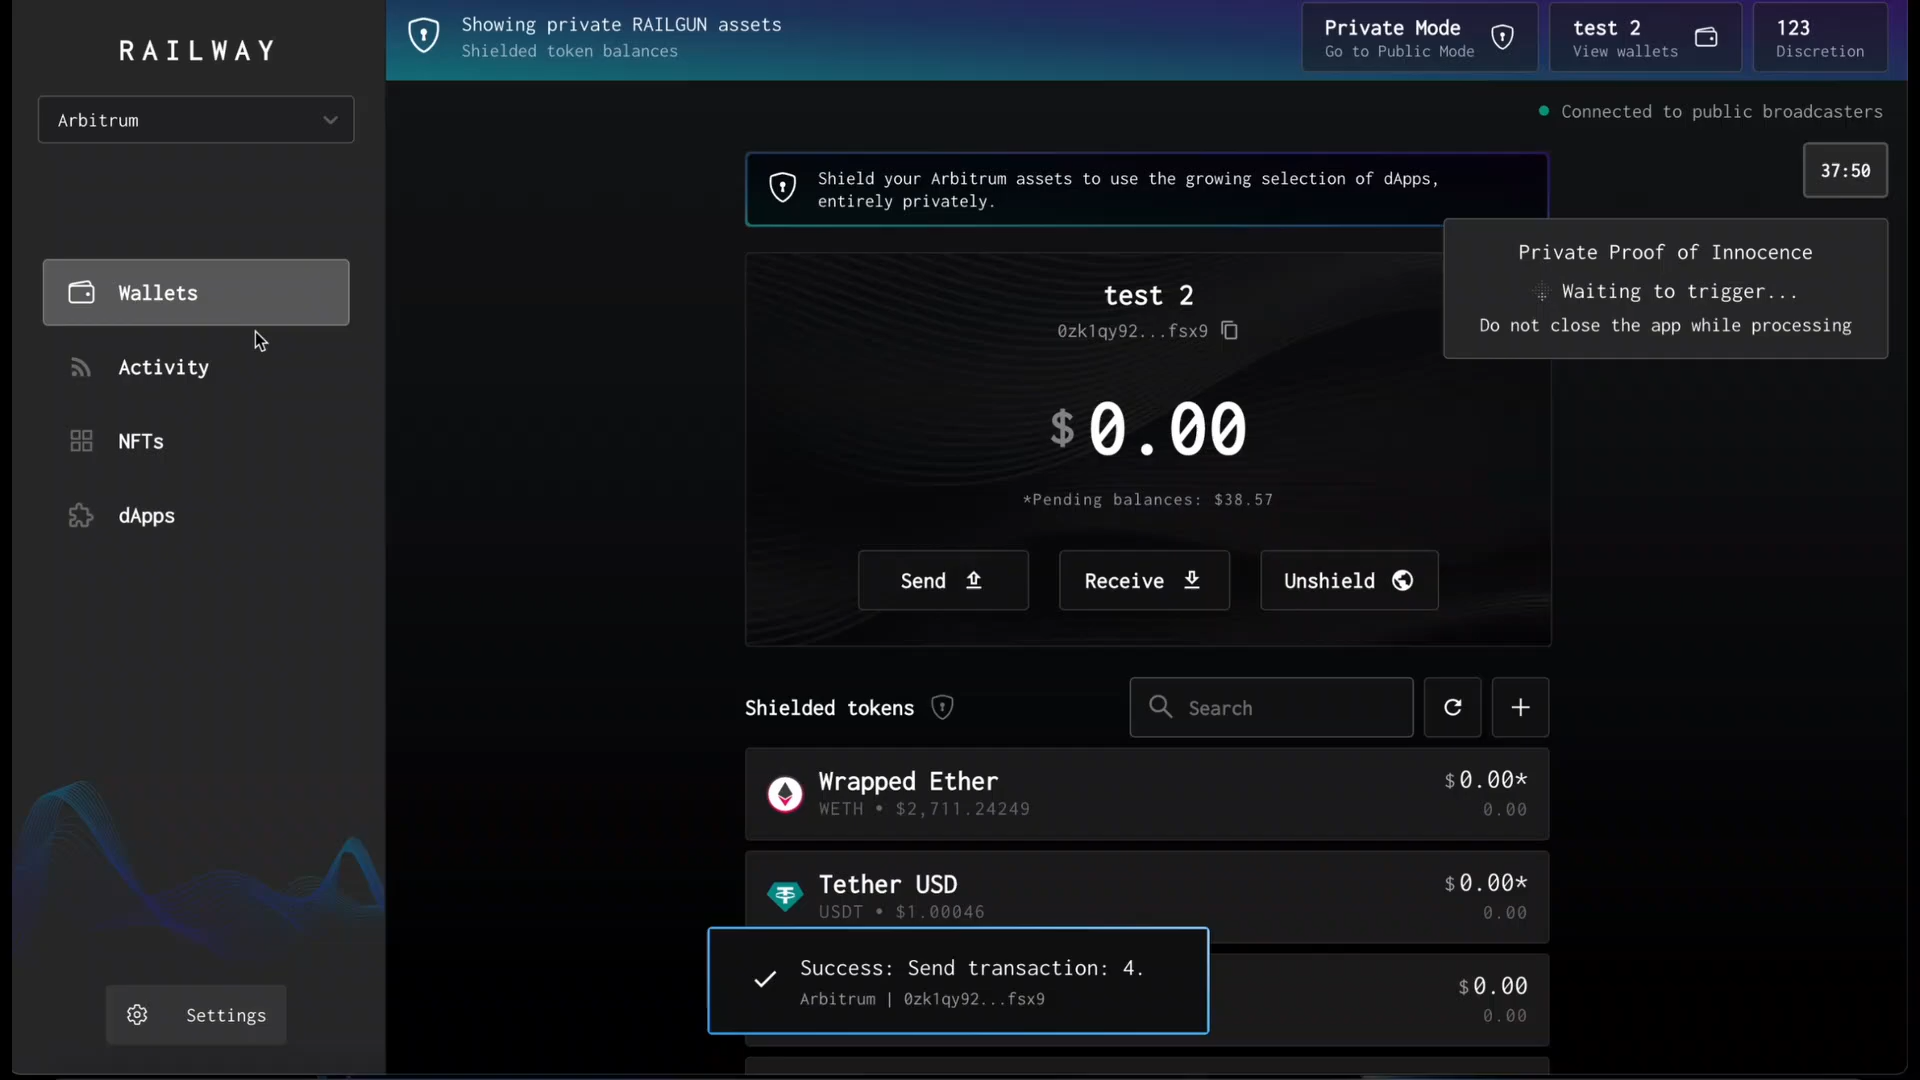 RAILWAY
Arbitrum
Wallets
Activity
NFTs
dApps
Settings
Showing private RAILGUN assets
Shielded token balances
Private Mode
Go to Public Mode
test 2
View wallets
123
Discretion
Connected to public broadcasters
37:50
Shield your Arbitrum assets to use the growing selection of dApps,
entirely privately.
Private Proof of Innocence
Waiting to trigger...
Do not close the app while processing
test 2
0zk1qy92...fsx9
$0.00
*Pending balances: $38.57
Send
Receive
Unshield
Shielded tokens
Search
Wrapped Ether
WETH • $2,711.24249
$0.00*
0.00
Tether USD
USDT • $1.00046
$0.00*
0.00
Success: Send transaction: 4.
Arbitrum | 0zk1qy92...fsx9
$0.00
0.00